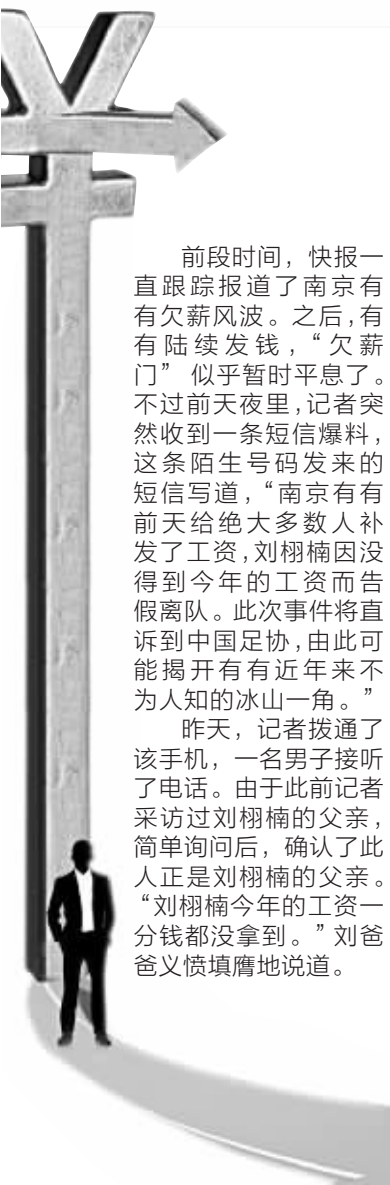 前段时间，快报一
直跟踪报道了南京有
有欠薪风波。之后，有
有陆续发钱，“欠薪
门”似乎暂时平息了。
不过前天夜里，记者突
然收到一条短信爆料，
这条陌生号码发来的
短信写道，“南京有有
前天给绝大多数人补
发了工资，刘栩楠因没
得到今年的工资而告
假离队。此次事件将直
诉到中国足协，由此可
能揭开有有近年来不
为人知的冰山一角。”
昨天，记者拨通了
该手机，一名男子接听
了电话。由于此前记者
采访过刘栩楠的父亲，
简单询问后，确认了此
人正是刘栩楠的父亲。
“刘栩楠今年的工资一
分钱都没拿到。”刘爸
爸义愤填膺地说道。